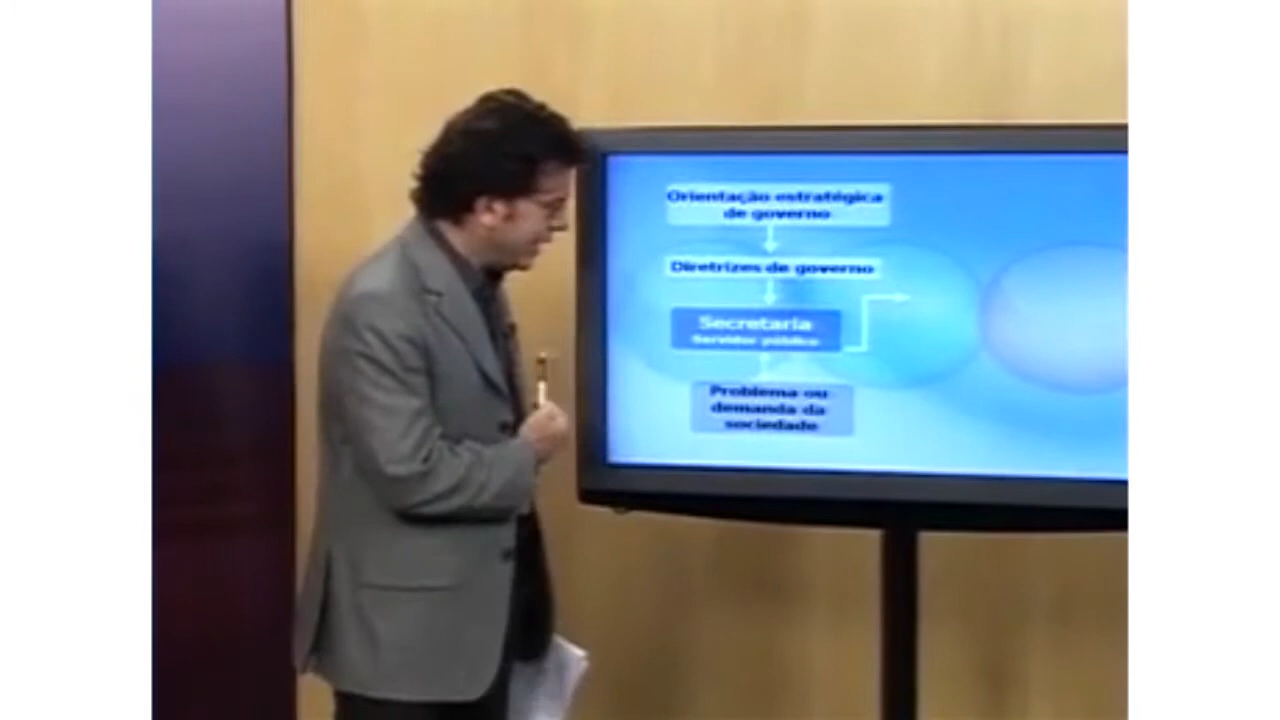 Orientação estratégica
de governo
Diretrizes de governo
Secretaria
Servidor público
Problema ou
demanda da
sociedade